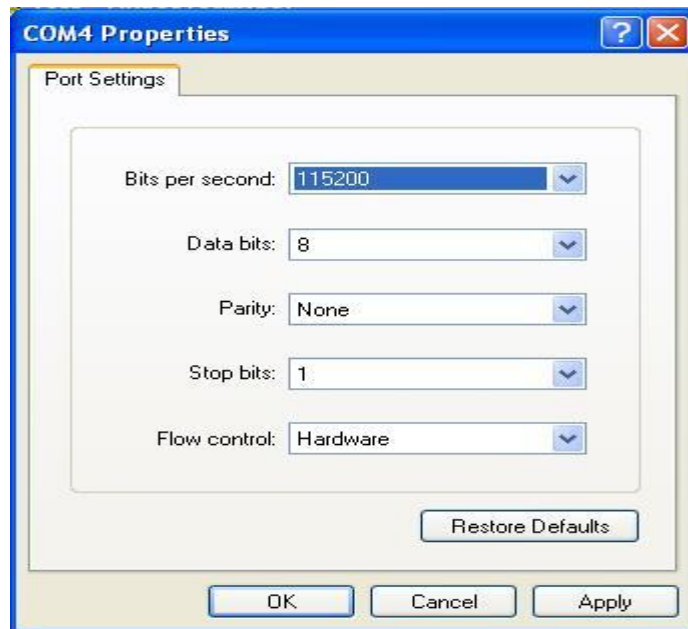 COM4 Properties
Port Settings
Bits per second: 115200
Data bits: 8
Parity: None
Stop bits: 1
Flow control: Hardware
Restore Defaults
OK Cancel Apply